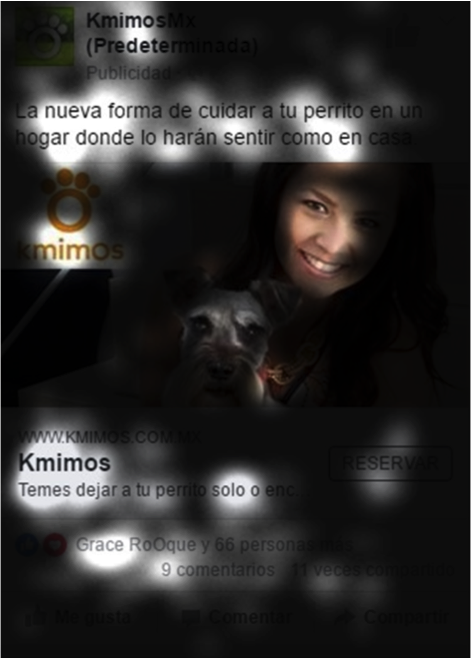 KmimosMx
(Predeterminada)
Publicidad
La nueva forma de cuidar a tu perrito en un
hogar donde lo harán sentir como en casa
kmimos
WWW.KMIMOS.COM.MX
Kmimos
RESERVAR
Temes dejar a tu perrito solo o enc
Grace RoOque y 66 personas más
9 comentarios 11 veces compartido
Me gusta Comentar Compartir